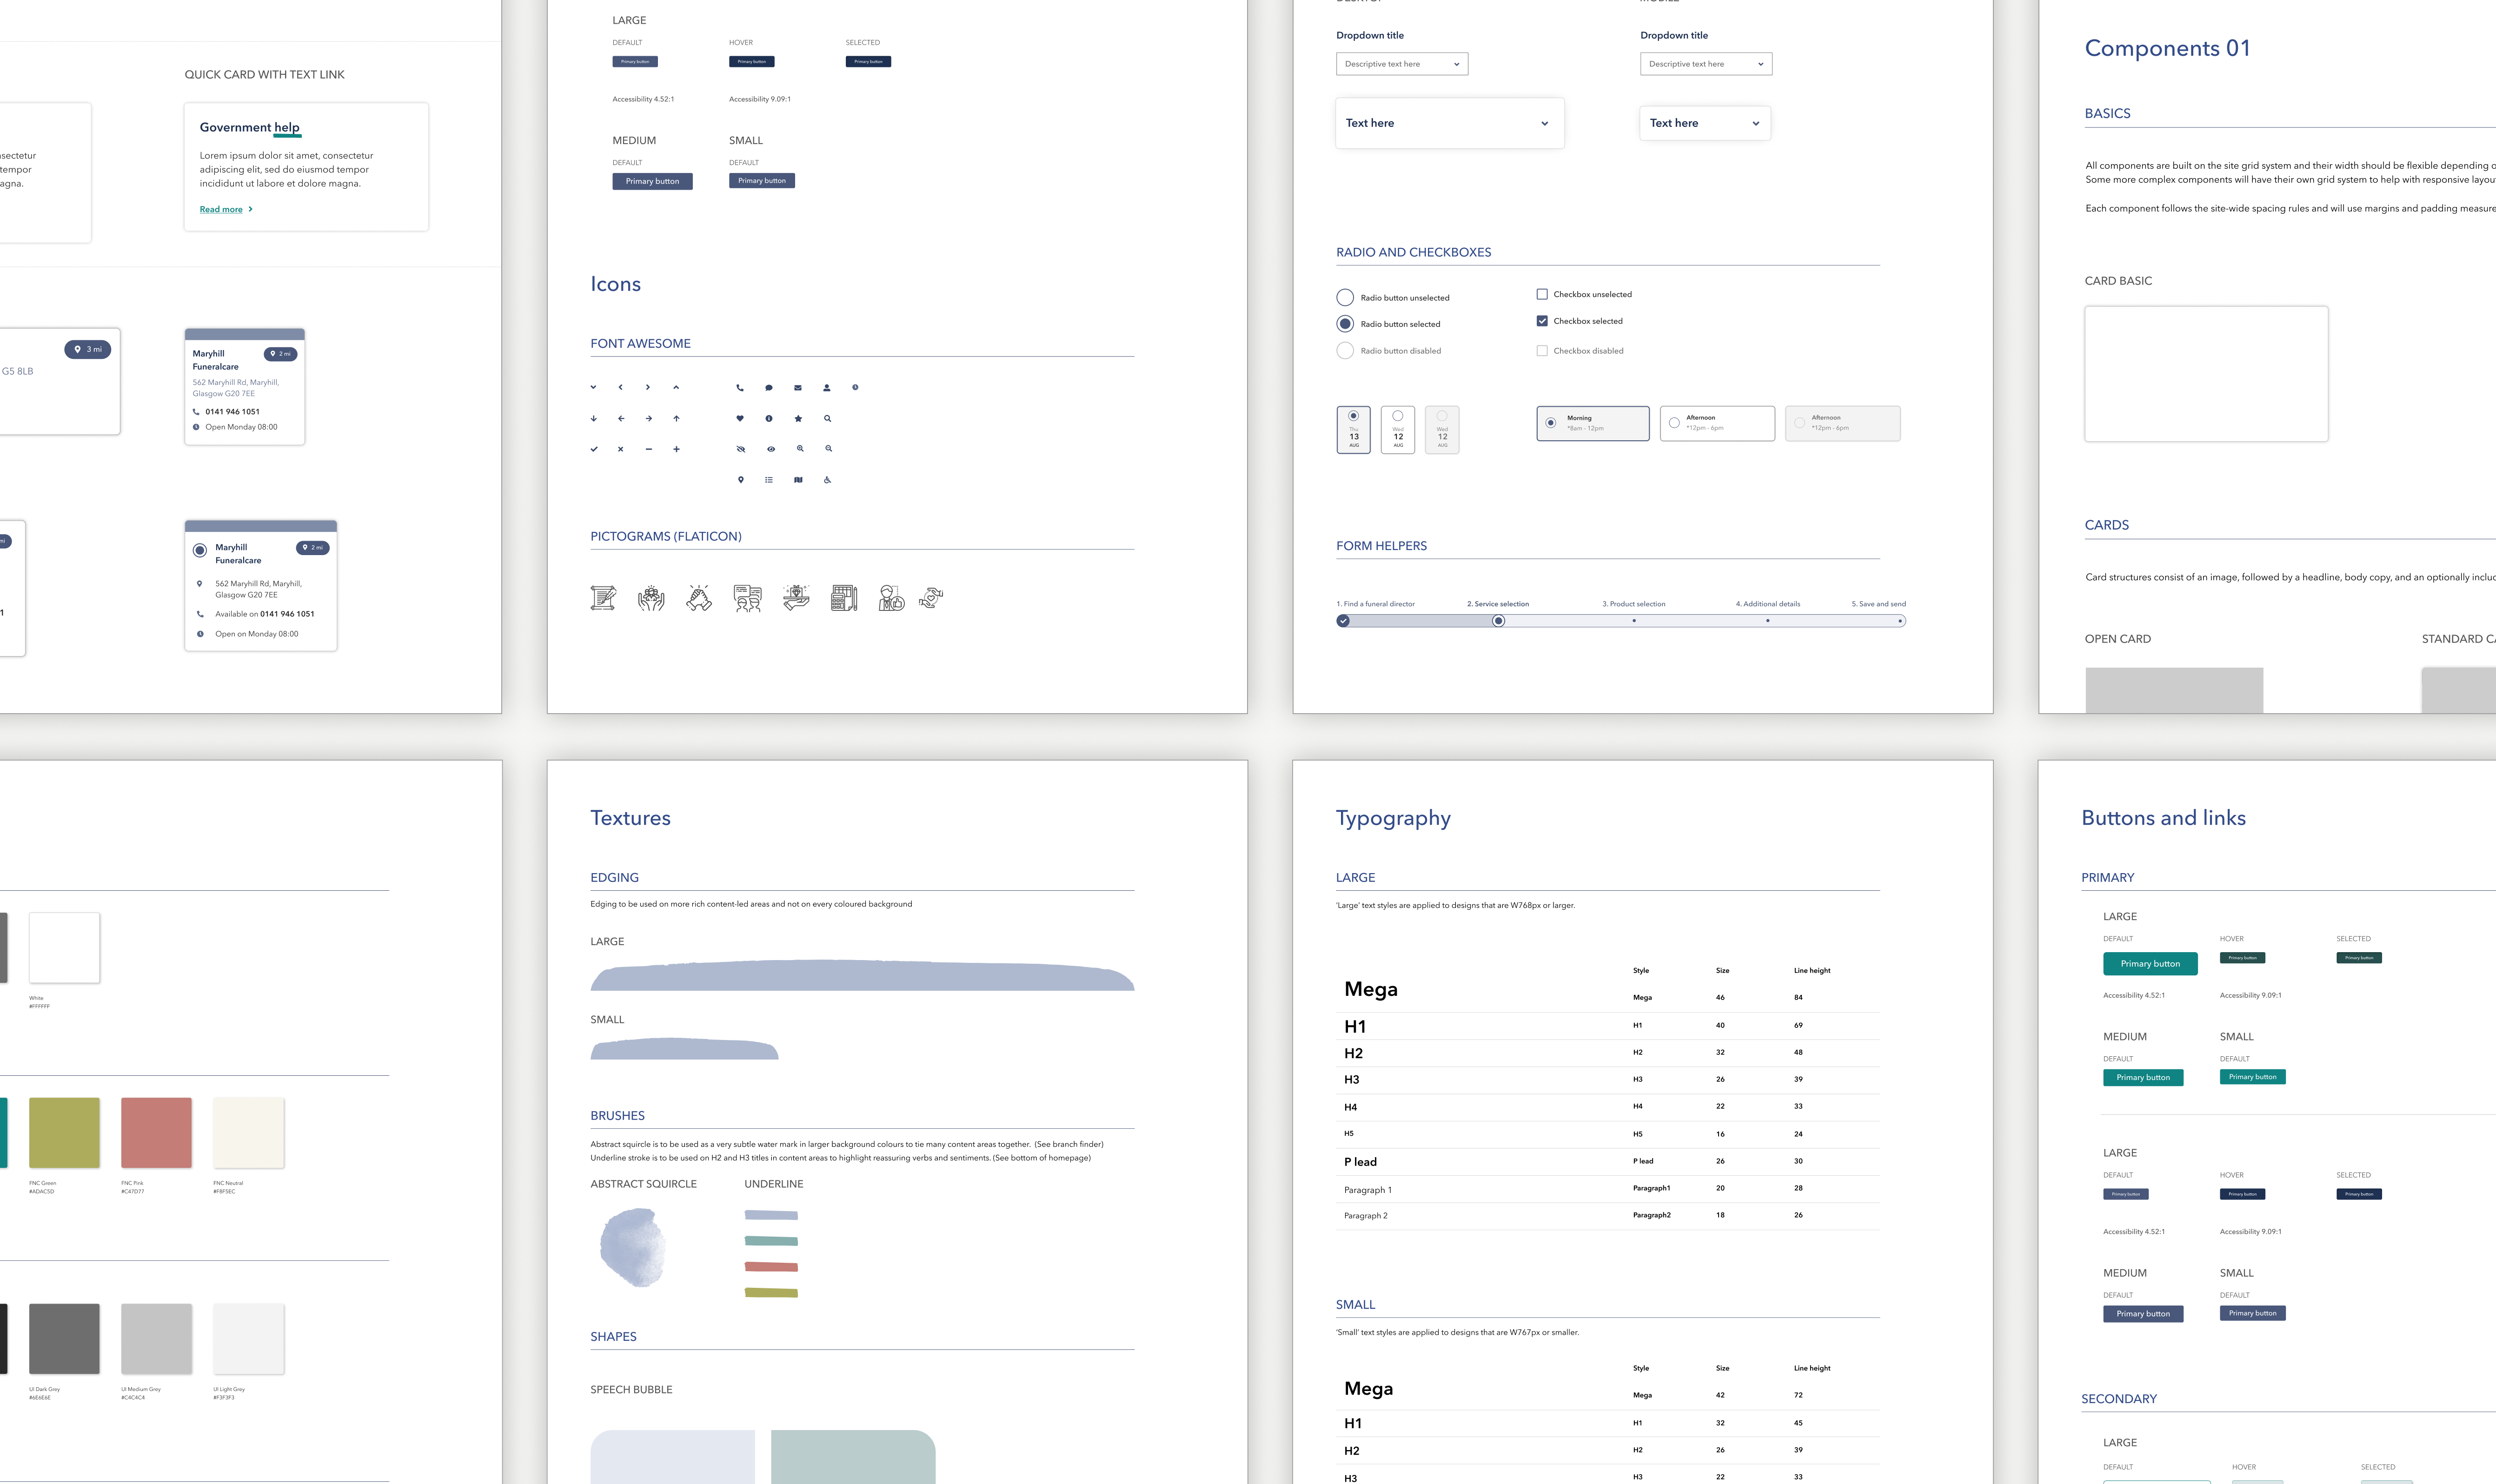 QUICK CARD WITH TEXT LINK
Government help
Lorem ipsum dolor sit amet, consectetur
adipiscing elit, sed do eiusmod tempor
incididunt ut labore et dolore magna.
Read more
tempor
3 mi
G5 8LB
Maryhill
Funeralcare
2 mi
562 Maryhill Rd, Maryhill,
Glasgow G20 7EE
0141 946 1051
Open Monday 08:00
Maryhill
Funeralcare
2 mi
562 Maryhill Rd, Maryhill,
Glasgow G20 7EE
Available on 0141 946 1051
Open on Monday 08:00
LARGE
DEFAULT HOVER SELECTED
Primary button Primary button Primary button
Accessibility 4.52:1 Accessibility 9.09:1
MEDIUM SMALL
DEFAULT DEFAULT
Primary button Primary button
Icons
FONT AWESOME
PICTOGRAMS (FLATICON)
Dropdown title Dropdown title
Descriptive text here Descriptive text here
Text here Text here
RADIO AND CHECKBOXES
Radio button unselected
Radio button selected
Radio button disabled
Checkbox unselected
Checkbox selected
Checkbox disabled
Thu
13
AUG
Wed
12
AUG
Wed
12
AUG
Morning
*8am - 12pm
Afternoon
*12pm - 6pm
Afternoon
*12pm - 6pm
FORM HELPERS
1. Find a funeral director 2. Service selection 3. Product selection 4. Additional details 5. Save and send
Components 01
BASICS
All components are built on the site grid system and their width should be flexible depending
Some more complex components will have their own grid system to help with responsive
Each component follows the site-wide spacing rules and will use margins and padding
CARD BASIC
CARDS
Card structures consist of an image, followed by a headline, body copy, and an optionally
OPEN CARD STANDARD
White
#FFFFFF
FNC Green
#ADAC5D
FNC Pink
#C47D77
FNC Neutral
#F8F5EC
UI Dark Grey
#6E6E6E
UI Medium Grey
#C4C4C4
UI Light Grey
#F3F3F3
Textures
EDGING
Edging to be used on more rich content-led areas and not on every coloured background
LARGE
SMALL
BRUSHES
Abstract squircle is to be used as a very subtle water mark in larger background colours to tie many content areas together. (See branch finder)
Underline stroke is to be used on H2 and H3 titles in content areas to highlight reassuring verbs and sentiments. (See bottom of homepage)
ABSTRACT SQUIRCLE UNDERLINE
SHAPES
SPEECH BUBBLE
Typography
LARGE
'Large' text styles are applied to designs that are W768px or larger.
Style Size Line height
Mega Mega 46 84
H1 H1 40 69
H2 H2 32 48
H3 H3 26 39
H4 H4 22 33
H5 H5 16 24
P lead P lead 26 30
Paragraph 1 Paragraph1 20 28
Paragraph 2 Paragraph2 18 26
SMALL
'Small' text styles are applied to designs that are W767px or smaller.
Style Size Line height
Mega Mega 42 72
H1 H1 32 45
H2 H2 26 39
H3 H3 22 33
Buttons and links
PRIMARY
LARGE
DEFAULT HOVER SELECTED
Primary button Primary button Primary button
Accessibility 4.52:1 Accessibility 9.09:1
MEDIUM SMALL
DEFAULT DEFAULT
Primary button Primary button
LARGE
DEFAULT HOVER SELECTED
Primary button Primary button Primary button
Accessibility 4.52:1 Accessibility 9.09:1
MEDIUM SMALL
DEFAULT DEFAULT
Primary button Primary button
SECONDARY
LARGE
DEFAULT HOVER SELECTED